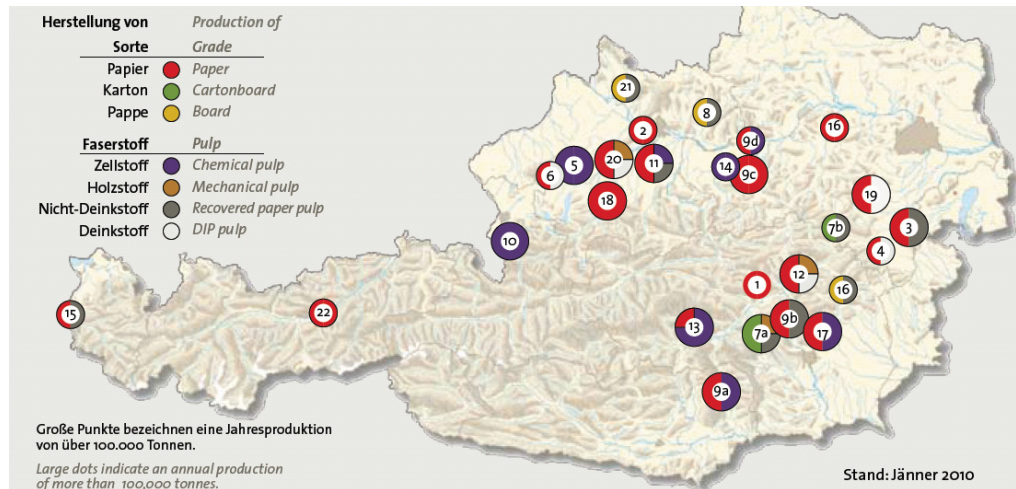 Herstellung von Production of
Sorte Grade
Papier Paper
Karton Cartonboard
Pappe Board
Faserstoff Pulp
Zellstoff Chemical pulp
Holzstoff Mechanical pulp
Nicht-Deinkstoff Recovered paper pulp
Deinkstoff DIP pulp
21
8
2
16
9d
20
11
14
9c
6
5
18
19
7b
3
10
4
12
1
16
15
22
13
9b
7a
17
9a
Große Punkte bezeichnen eine Jahresproduktion
von über 100.000 Tonnen.
Large dots indicate an annual production
of more than 100,000 tonnes.
Stand: Jänner 2010